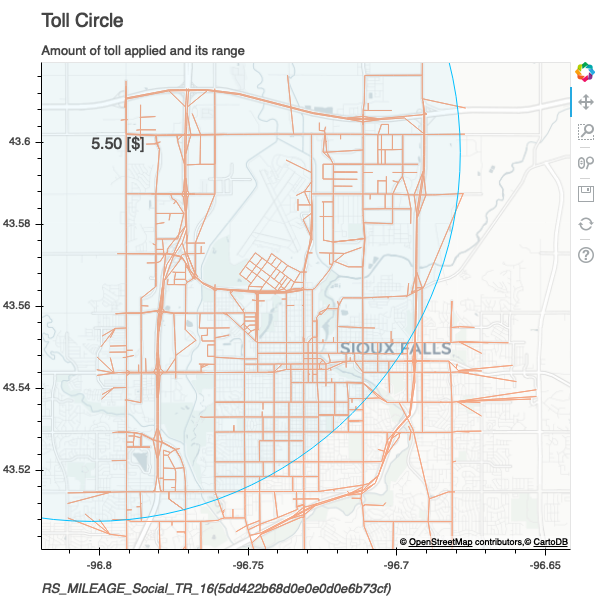 Toll Circle
Amount of toll applied and its range
5.50 [$]
SIOUX FALLS
43.6
43.58
43.56
43.54
43.52
© OpenStreetMap contributors,© CartoDB
-96.8
-96.75
-96.7
-96.65
RS_MILEAGE_Social_TR_16(5dd422b68d0e0e0d0e6b73cf)